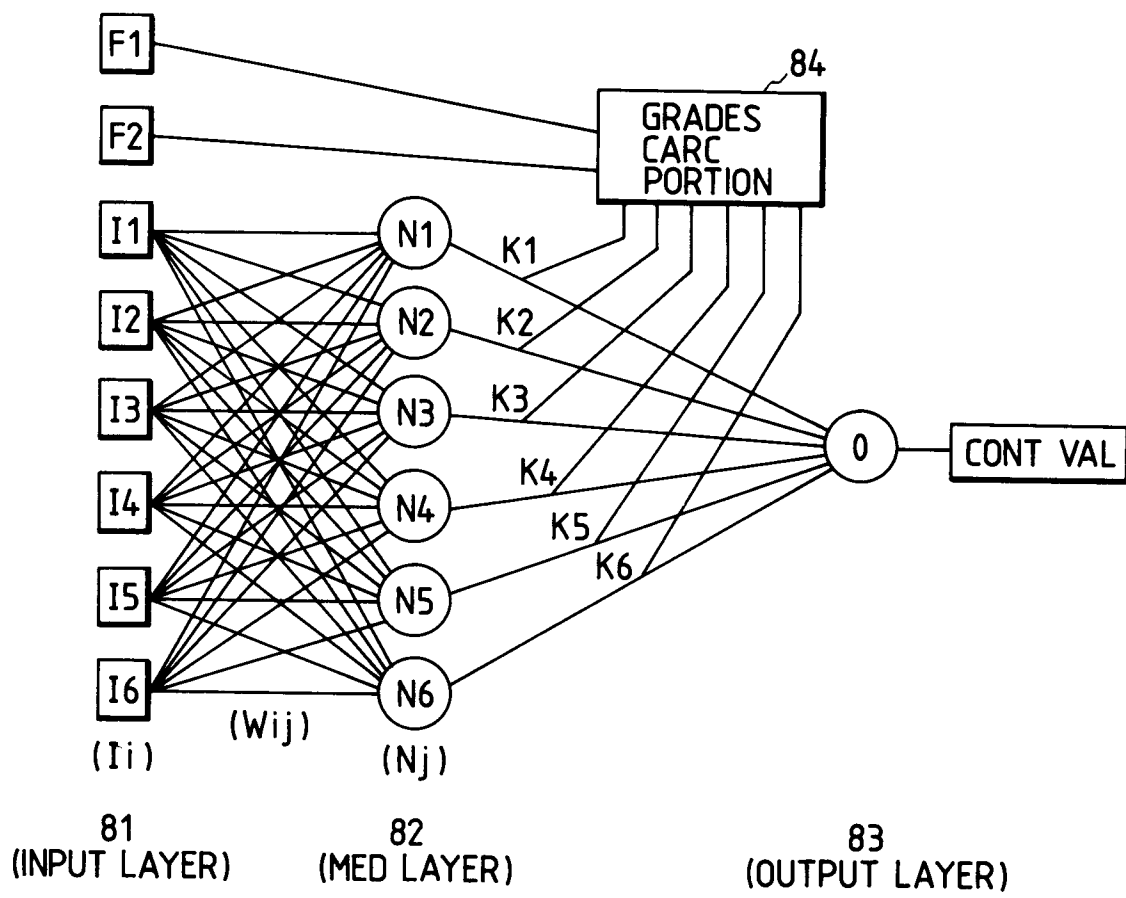 F1
84
GRADES
CARC
PORTION
F2
I1
N1
K1
I2
N2
K2
I3
N3
K3
O
CONT VAL
I4
N4
K4
K5
I5
N5
K6
I6
N6
(Wij)
(Ii)
(Nj)
81
(INPUT LAYER)
82
(MED LAYER)
83
(OUTPUT LAYER)